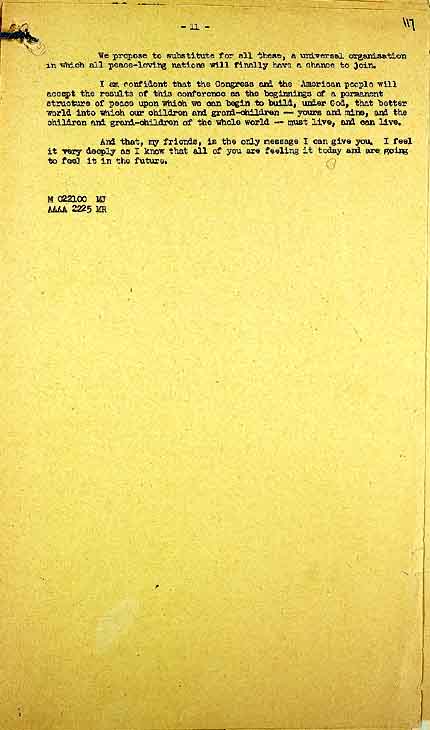 - 11 -
117
We propose to substitute for all these, a universal organization
in which all peace-loving nations will finally have a chance to join.
I am confident that the Congress and the American people will
accept the results of this conference as the beginnings of a permanent
structure of peace upon which we can begin to build, under God, that better
world into which our children and grand-children -- yours and mine, and the
children and grand-children of the whole world -- must live, and can live.
And that, my friends, is the only message I can give you. I feel
it very deeply as I know that all of you are feeling it today and are going
to feel it in the future.
M 022100 MJ
AAAA 2225 MR